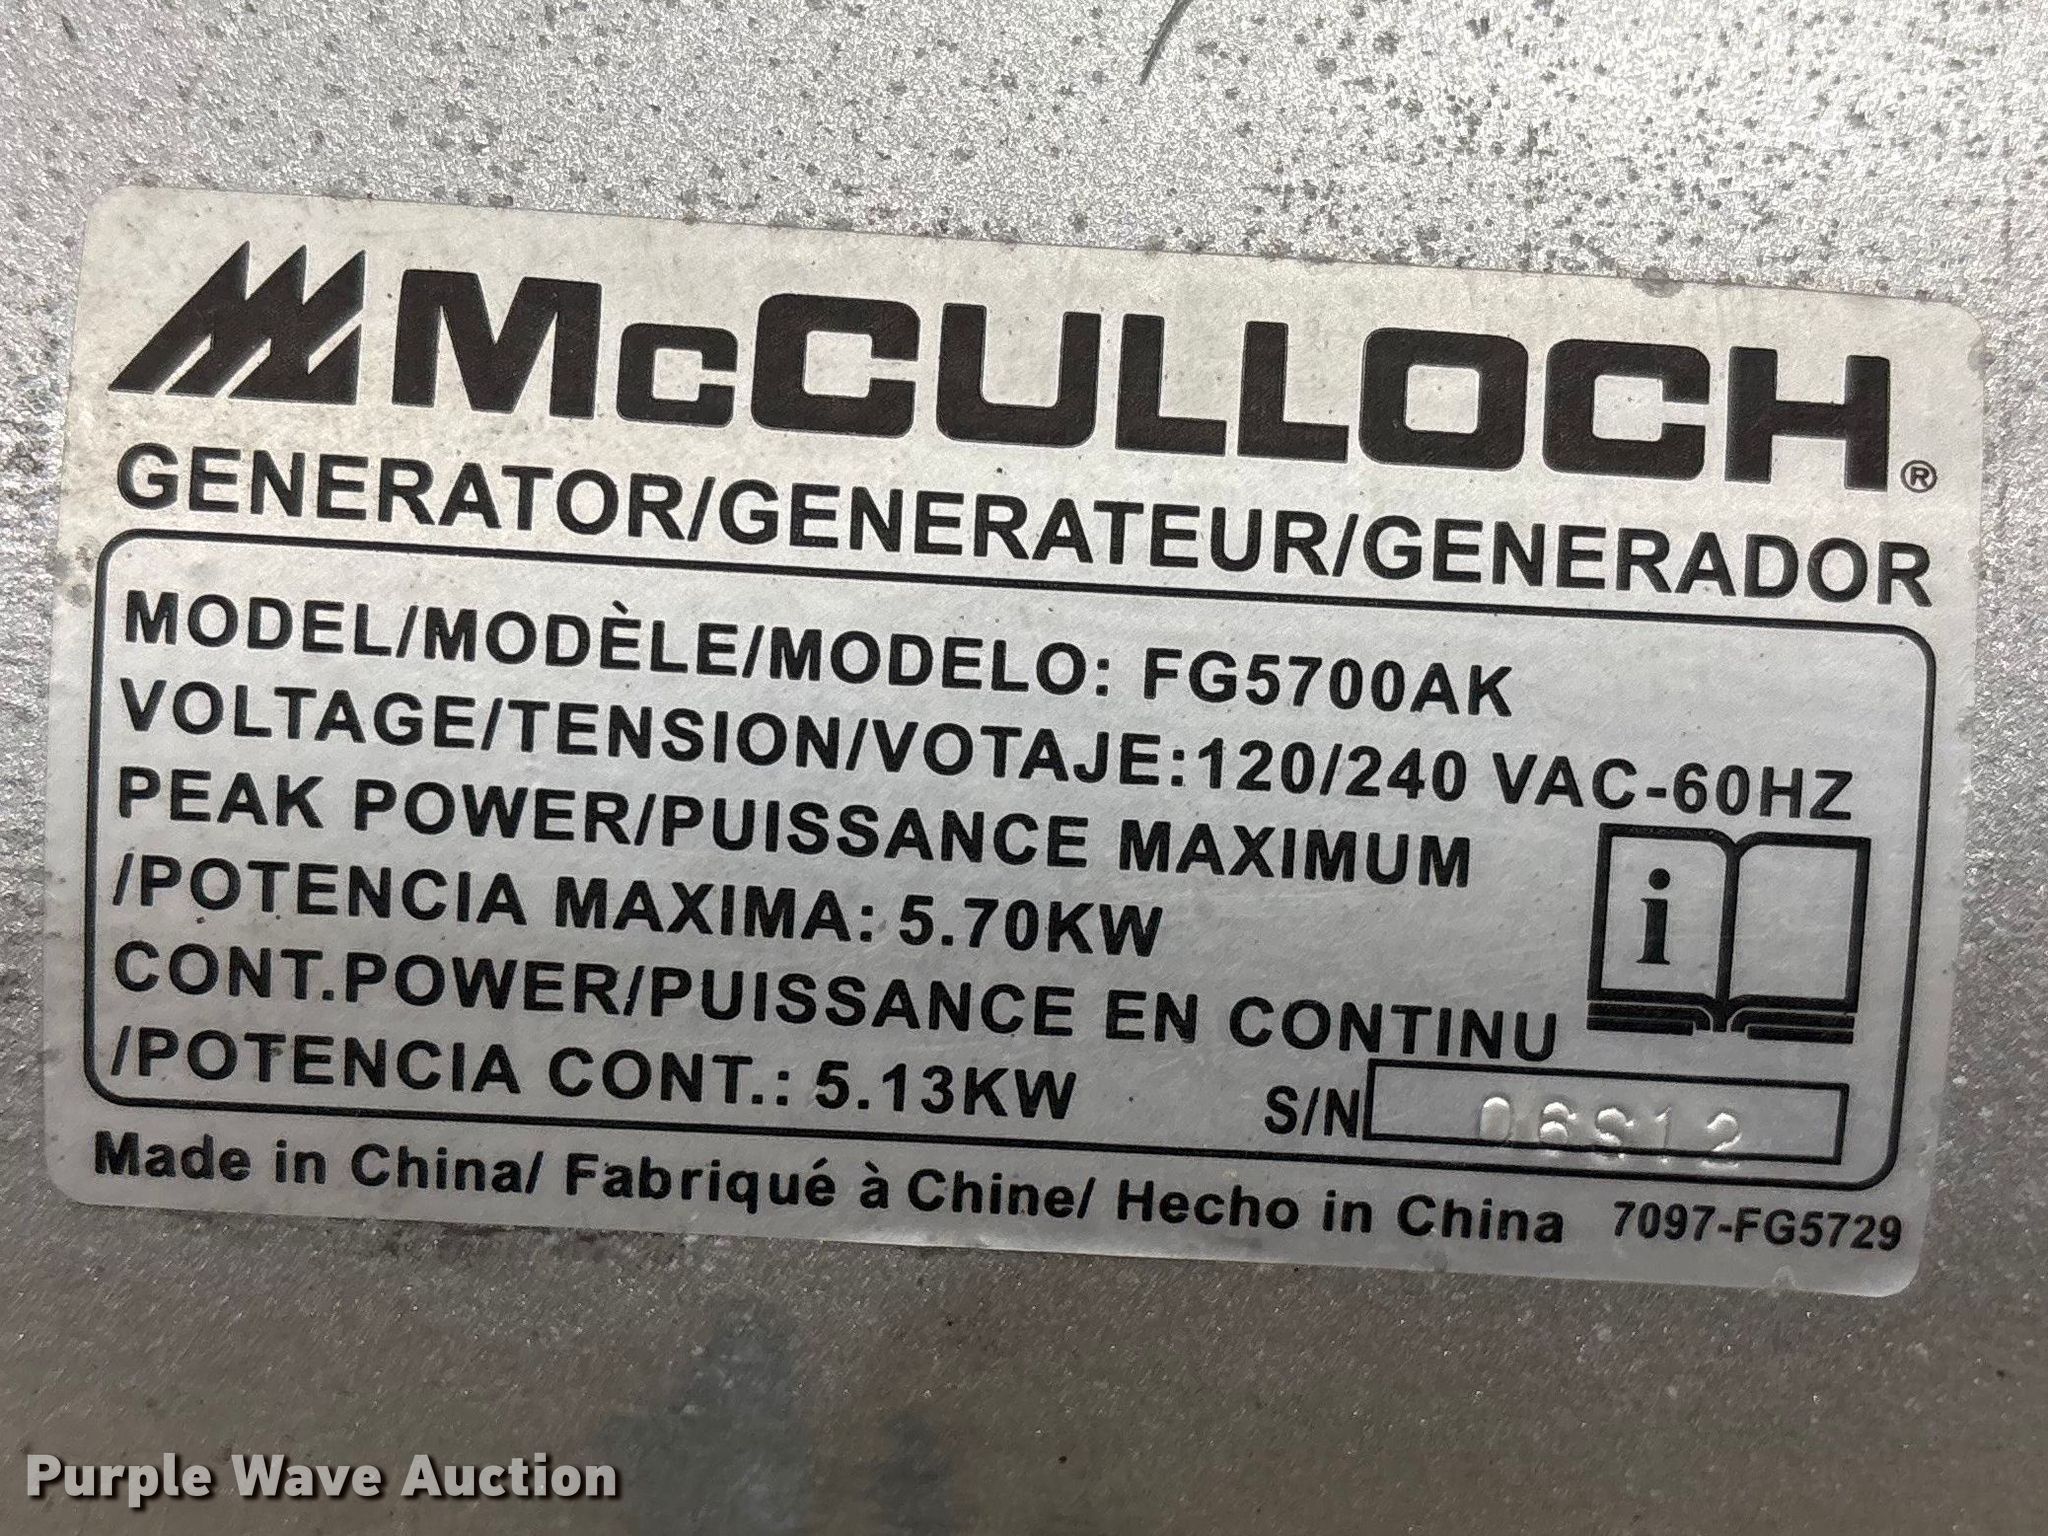 McCULLOCH®
GENERATOR/GENERATEUR/GENERADOR
MODEL/MODÈLE/MODELO: FG5700AK
VOLTAGE/TENSION/VOTAJE:120/240 VAC-60HZ
PEAK POWER/PUISSANCE MAXIMUM
/POTENCIA MAXIMA: 5.70KW
i
CONT.POWER/PUISSANCE EN CONTINU
/POTENCIA CONT.: 5.13KW
S/N 06S12
Made in China/ Fabriqué à Chine/ Hecho in China 7097-FG5729
Purple Wave Auction